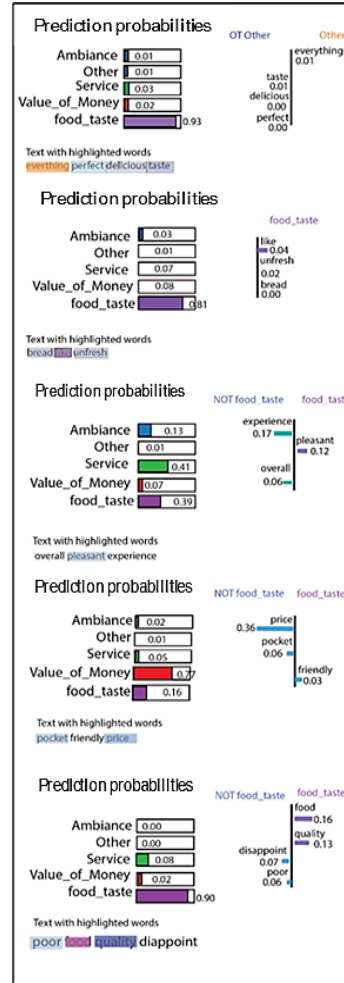 Prediction probabilities
Ambiance 0.01
Other 0.01
Service 0.03
Value_of_Money 0.02
food_taste 0.93
OT Other Other
everything
0.01
taste
0.01
delicious
0.00
perfect
0.00
Text with highlighted words
everthing perfect delicious taste
Prediction probabilities
Ambiance 0.03
Other 0.01
Service 0.07
Value_of_Money 0.08
food_taste 0.81
food_taste
like
0.04
unfresh
0.02
bread
0.00
Text with highlighted words
bread unfresh
Prediction probabilities
Ambiance 0.13
Other 0.01
Service 0.41
Value_of_Money 0.07
food_taste 0.39
NOT food_taste food_tast
experience
0.17
pleasant
0.12
overall
0.06
Text with highlighted words
overall pleasant experience
Prediction probabilities
Ambiance 0.02
Other 0.01
Service 0.05
Value_of_Money 0.77
food_taste 0.16
NOT food_taste food_taste
price
0.36
pocket
0.06
friendly
0.03
Text with highlighted words
pocket friendly price
Prediction probabilities
Ambiance 0.00
Other 0.00
Service 0.08
Value_of_Money 0.02
food_taste 0.90
NOT food_taste food_taste
food
0.16
quality
0.13
disappoint
0.07
poor
0.06
Text with highlighted words
poor food quality diappoint